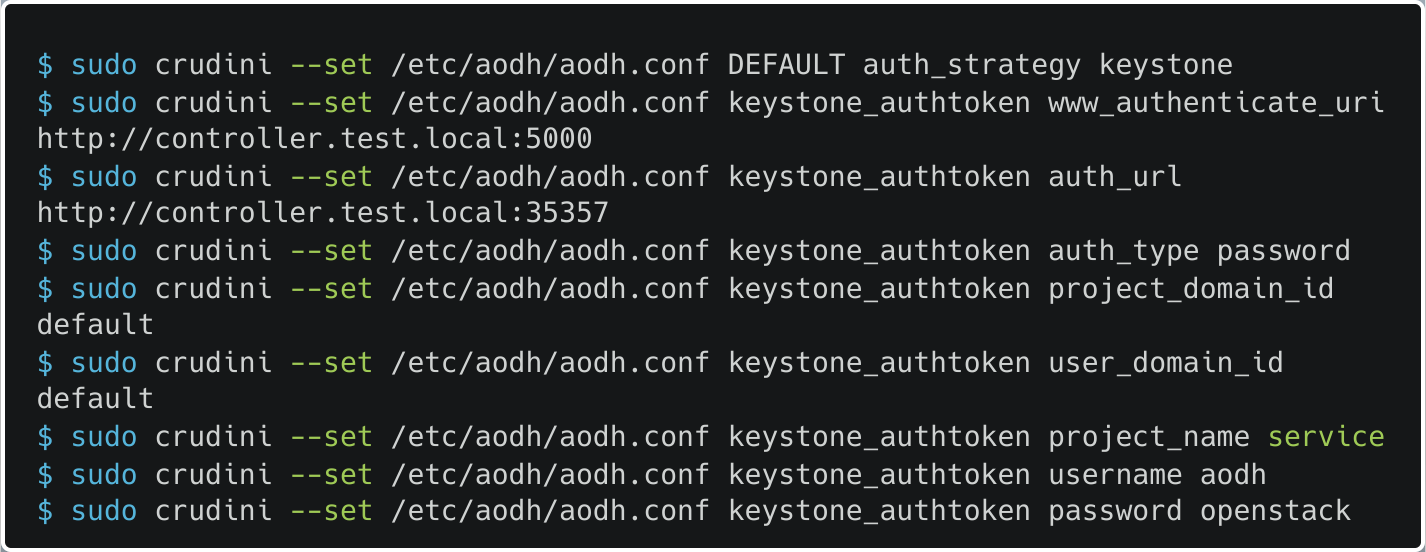 $ sudo crudini --set /etc/aodh/aodh.conf DEFAULT auth_strategy keystone
$ sudo crudini --set /etc/aodh/aodh.conf keystone_authtoken www_authenticate_uri
http://controller.test.local:5000
$ sudo crudini --set /etc/aodh/aodh.conf keystone_authtoken auth_url
http://controller.test.local:35357
$ sudo crudini --set /etc/aodh/aodh.conf keystone_authtoken auth_type password
$ sudo crudini --set /etc/aodh/aodh.conf keystone_authtoken project_domain_id
default
$ sudo crudini --set /etc/aodh/aodh.conf keystone_authtoken user_domain_id
default
$ sudo crudini --set /etc/aodh/aodh.conf keystone_authtoken project_name service
$ sudo crudini --set /etc/aodh/aodh.conf keystone_authtoken username aodh
$ sudo crudini --set /etc/aodh/aodh.conf keystone_authtoken password openstack